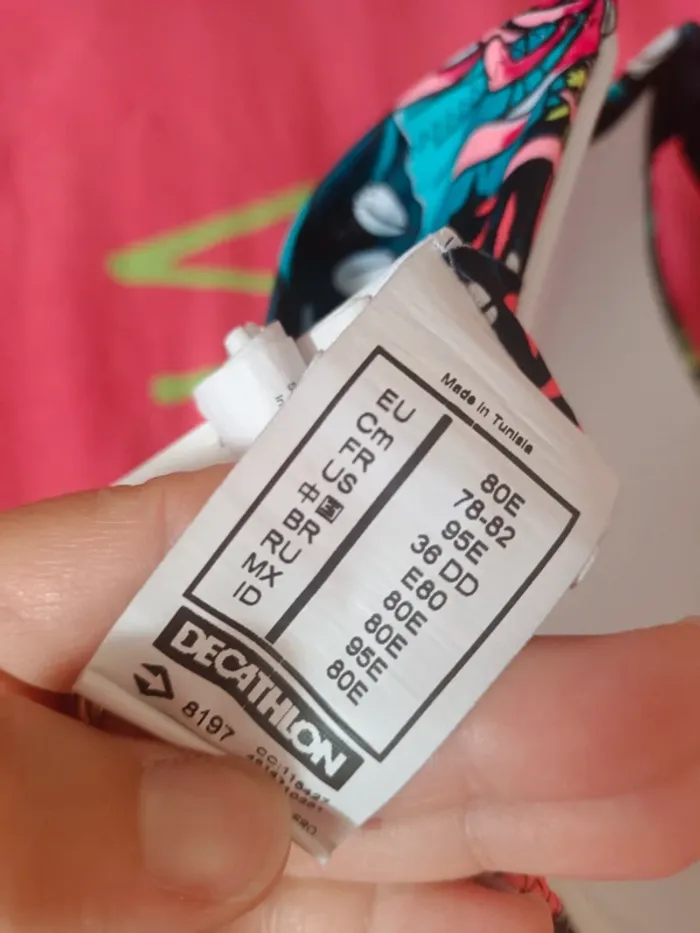 Made in Tunisia
EU 80E
Cm 78-82
FR 95E
US 36 DD
中国 E80
BR 80E
RU 80E
MX 95E
ID 80E
DECATHLON
8197